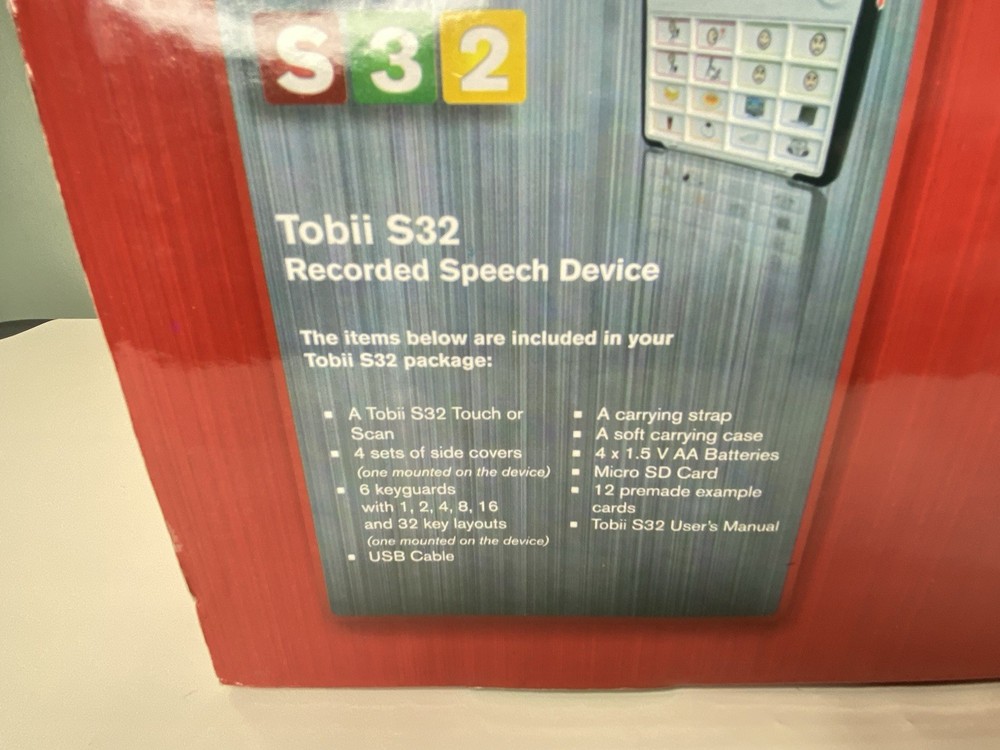 S32
Tobii S32
Recorded Speech Device
The items below are included in your
Tobii S32 package:
▪ A Tobii S32 Touch or
Scan
▪ 4 sets of side covers
(one mounted on the device)
▪ 6 keyguards
with 1, 2, 4, 8, 16
and 32 key layouts
(one mounted on the device)
▪ USB Cable
▪ A carrying strap
▪ A soft carrying case
▪ 4 x 1.5 V AA Batteries
▪ Micro SD Card
▪ 12 premade example
cards
▪ Tobii S32 User's Manual